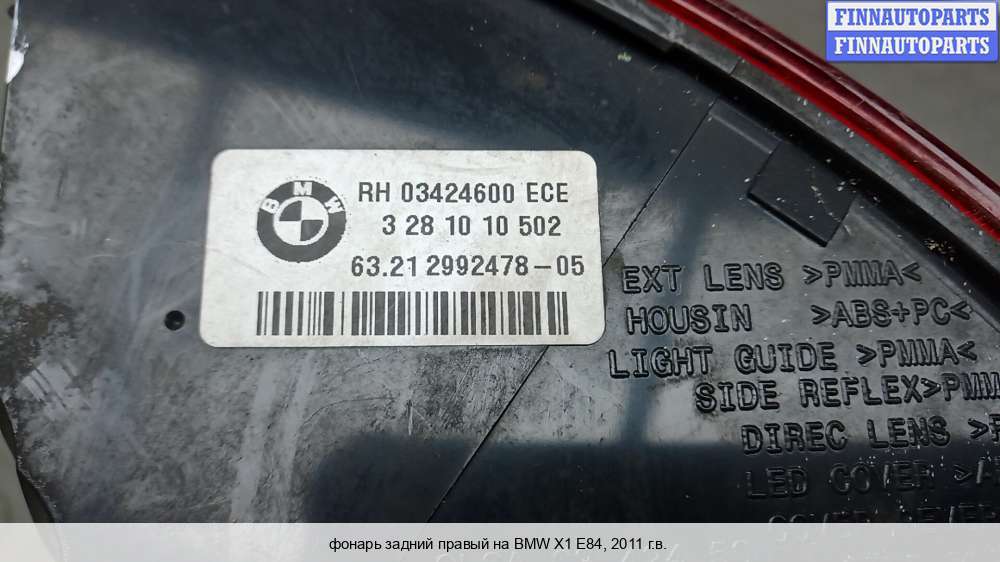 FINNAUTOPARTS
FINNAUTOPARTS
BMW
RH 03424600 ECE
3 28 10 10 502
63.21 2992478-05
EXT LENS >PMMA<
HOUSIN >ABS+PC<
LIGHT GUIDE >PMMA<
SIDE REFLEX>PMM
DIREC LENS >
LED COVER >A
фонарь задний правый на BMW X1 E84, 2011 г.в.